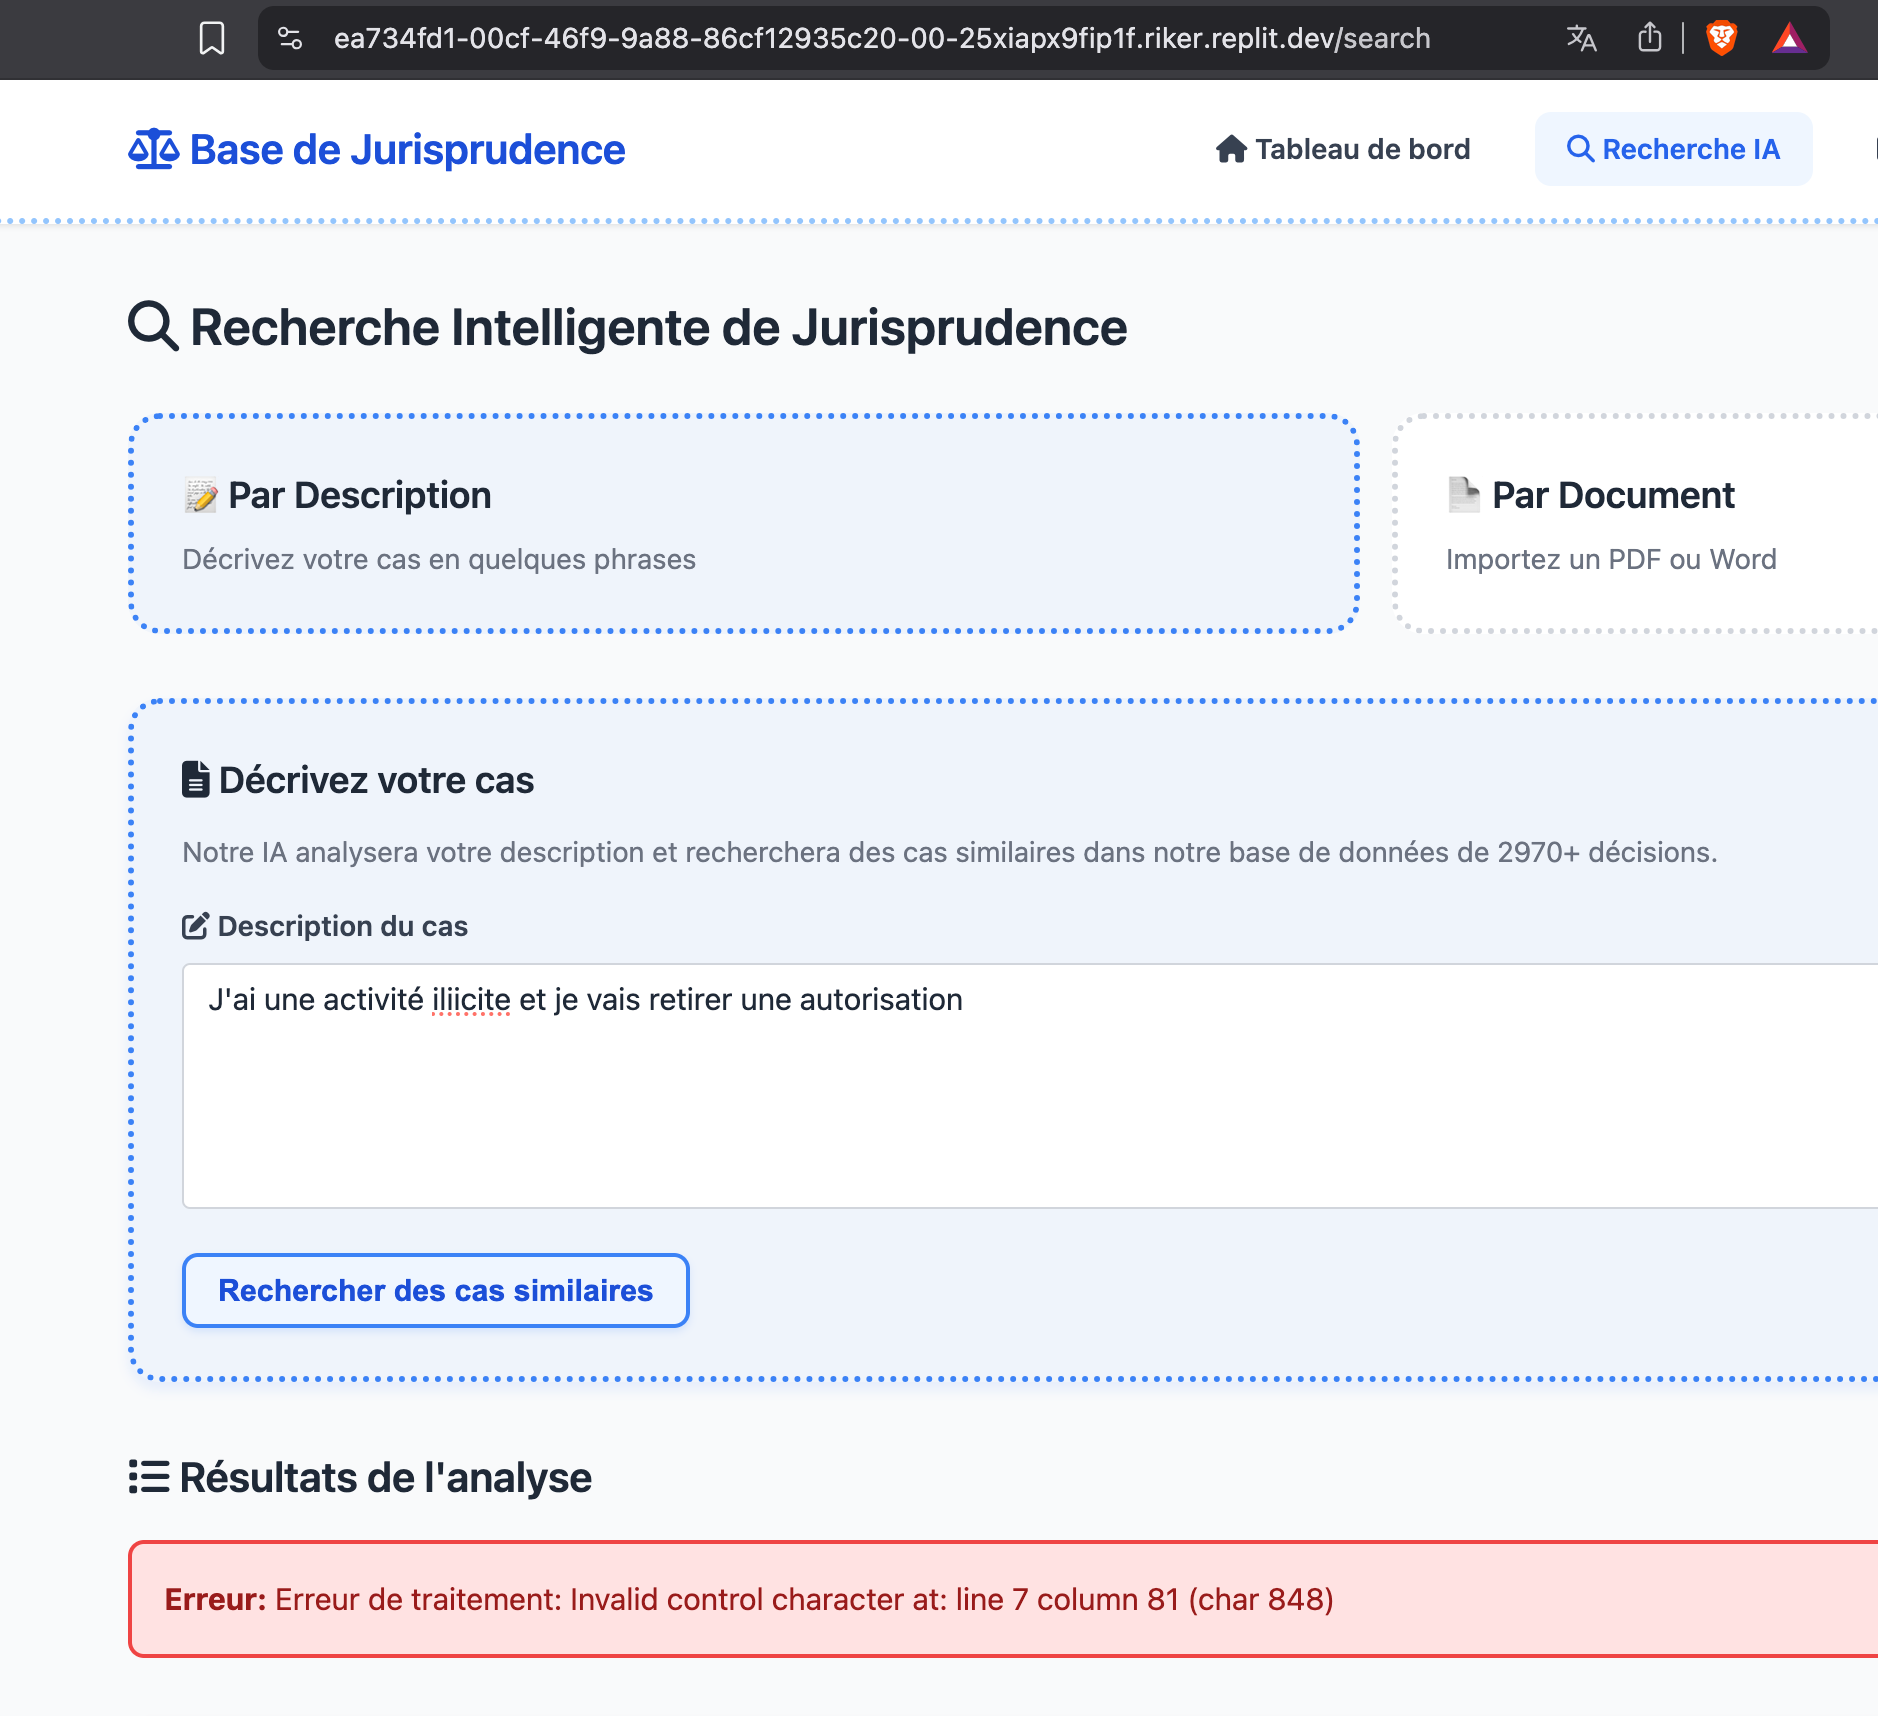 ea734fd1-00cf-46f9-9a88-86cf12935c20-00-25xiapx9fip1f.riker.replit.dev/search
Base de Jurisprudence
Tableau de bord
Recherche IA
Recherche Intelligente de Jurisprudence
Par Description
Décrivez votre cas en quelques phrases
Par Document
Importez un PDF ou Word
Décrivez votre cas
Notre IA analysera votre description et recherchera des cas similaires dans notre base de données de 2970+ décisions.
Description du cas
J'ai une activité iliicite et je vais retirer une autorisation
Rechercher des cas similaires
Résultats de l'analyse
Erreur: Erreur de traitement: Invalid control character at: line 7 column 81 (char 848)